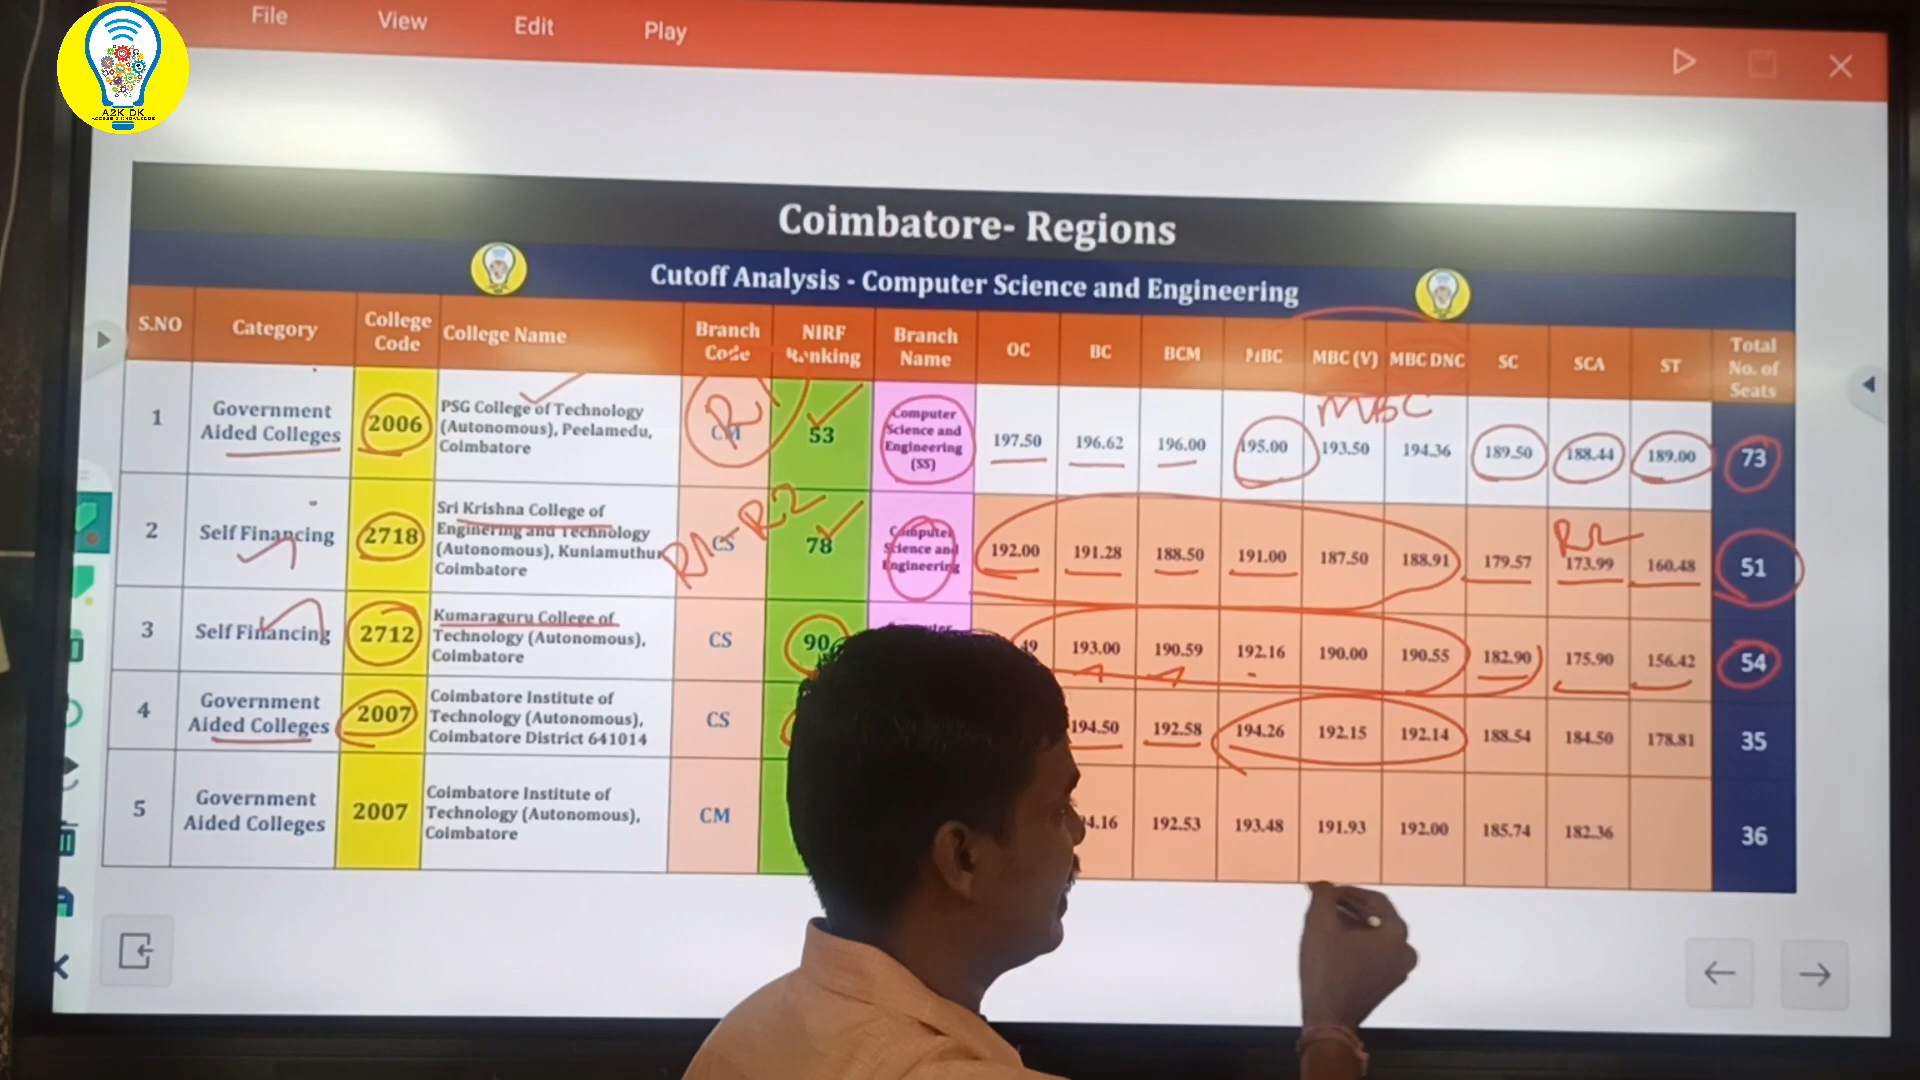 File View Edit Play
A2K DK
Coimbatore- Regions
Cutoff Analysis - Computer Science and Engineering
S.NO Category College Code College Name Branch Code NIRF Ranking Branch Name OC BC BCM MBC MBC (V) MBC DNC SC SCA ST Total No. of Seats
MBC
1 Government Aided Colleges 2006 PSG College of Technology (Autonomous), Peelamedu, Coimbatore CM R1 53 Computer Science and Engineering (SS) 197.50 196.62 196.00 195.00 193.50 194.36 189.50 188.44 189.00 73
R1-R2
R2
2 Self Financing 2718 Sri Krishna College of Enginering and Technology (Autonomous), Kuniamuthur Coimbatore CS 78 Computer Science and Engineering 192.00 191.28 188.50 191.00 187.50 188.91 179.57 173.99 160.48 51
3 Self Financing 2712 Kumaraguru College of Technology (Autonomous), Coimbatore CS 90 193.00 190.59 192.16 190.00 190.55 182.90 175.90 156.42 54
4 Government Aided Colleges 2007 Coimbatore Institute of Technology (Autonomous), Coimbatore District 641014 CS 194.50 192.58 194.26 192.15 192.14 188.54 184.50 178.81 35
5 Government Aided Colleges 2007 Coimbatore Institute of Technology (Autonomous), Coimbatore CM 192.53 193.48 191.93 192.00 185.74 182.36 36